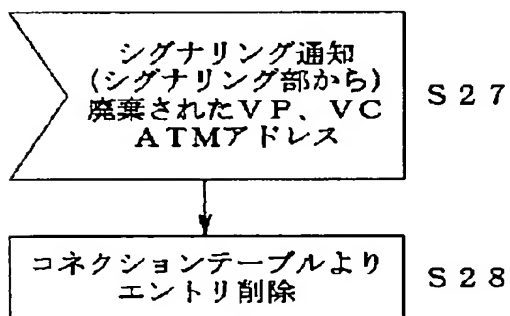 シグナリング通知
(シグナリング部から)
廃棄されたVP、VC
ATMアドレス
S27
コネクションテーブルより
エントリ削除
S28